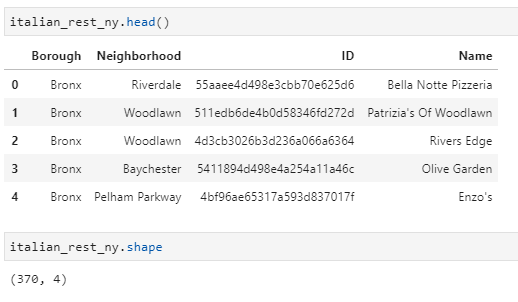 italian_rest_ny.head()
Borough Neighborhood ID Name
0 Bronx Riverdale 55aaee4d498e3cbb70e625d6 Bella Notte Pizzeria
1 Bronx Woodlawn 511edb6de4b0d58346fd272d Patrizia's Of Woodlawn
2 Bronx Woodlawn 4d3cb3026b3d236a066a6364 Rivers Edge
3 Bronx Baychester 5411894d498e4a254a11a46c Olive Garden
4 Bronx Pelham Parkway 4bf96ae65317a593d837017f Enzo's
italian_rest_ny.shape
(370, 4)